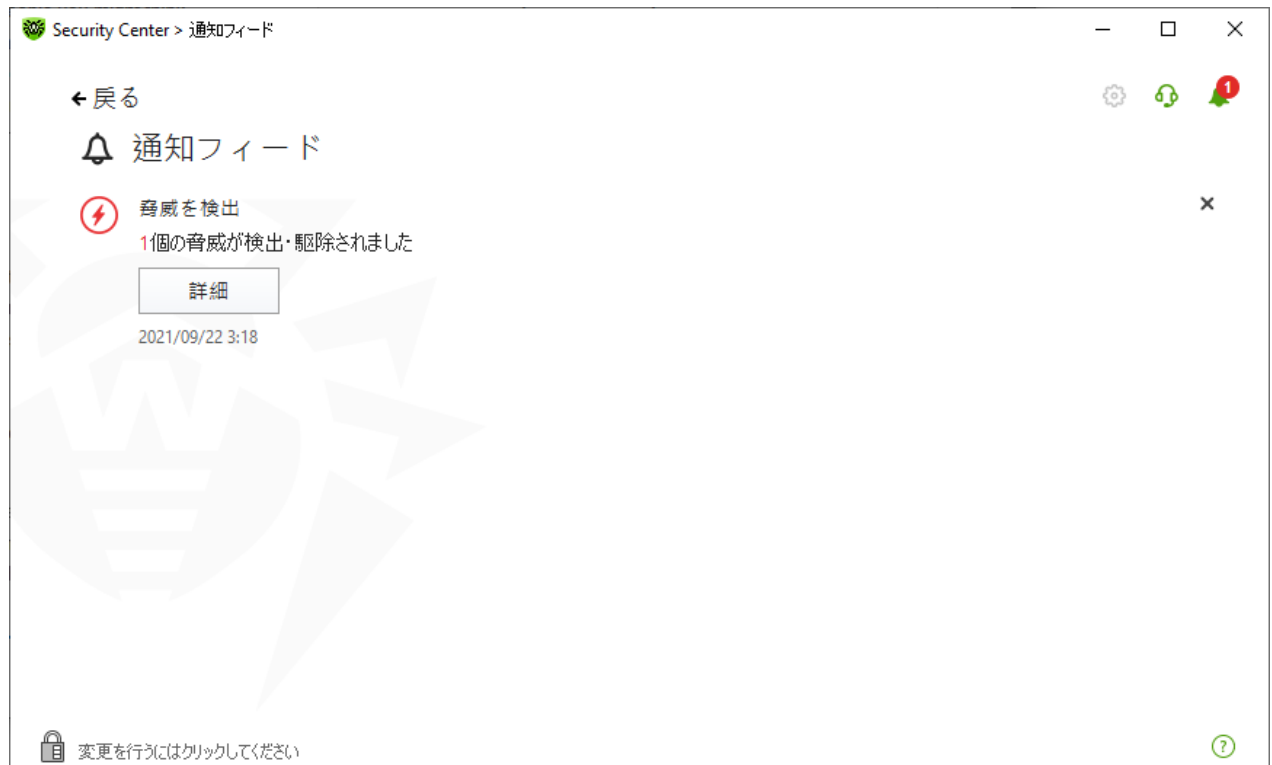 Security Center > 通知フィード
戻る
1
通知フィード
脅威を検出
1個の脅威が検出・駆除されました
詳細
2021/09/22 3:18
変更を行うにはクリックしてください
?